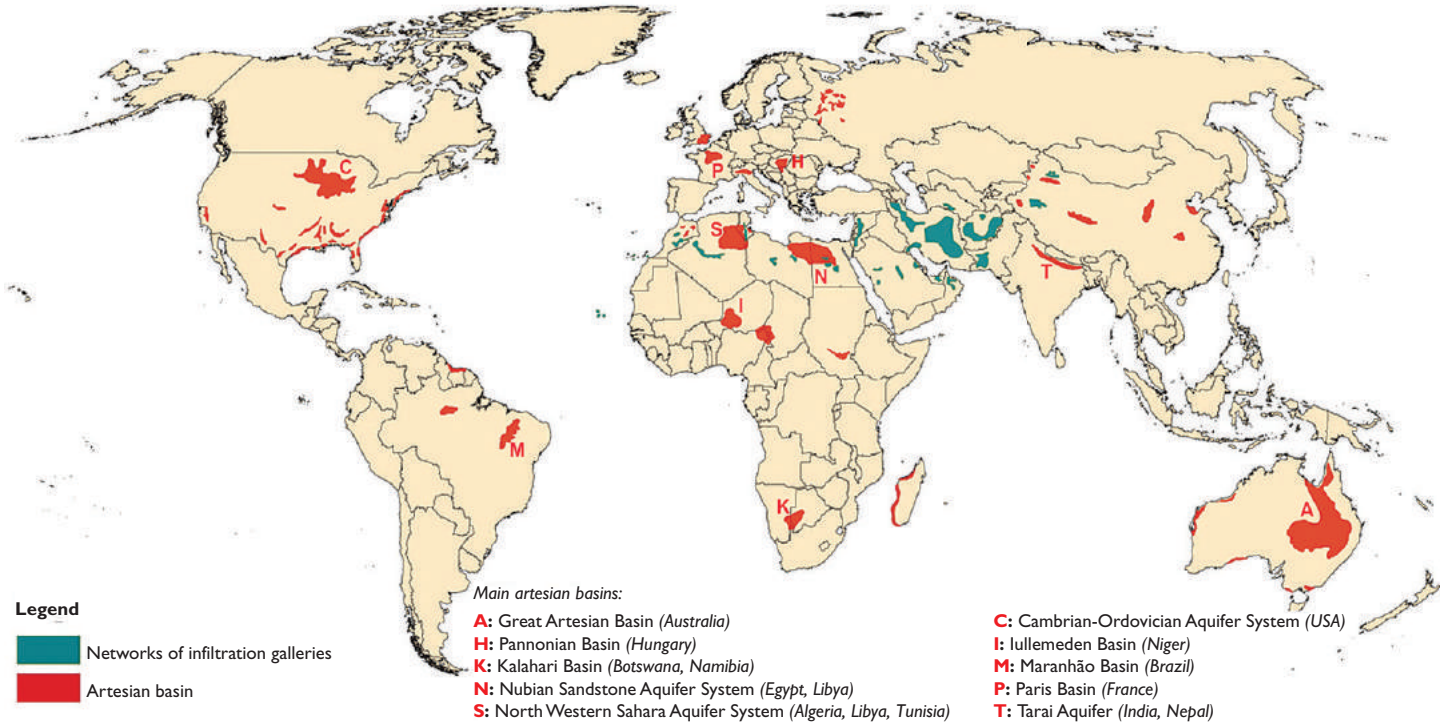 C
P
H
S
N
I
T
M
K
A
Legend
Networks of infiltration galleries
Artesian basin
Main artesian basins:
A: Great Artesian Basin (Australia)
H: Pannonian Basin (Hungary)
K: Kalahari Basin (Botswana, Namibia)
N: Nubian Sandstone Aquifer System (Egypt, Libya)
S: North Western Sahara Aquifer System (Algeria, Libya, Tunisia)
C: Cambrian-Ordovician Aquifer System (USA)
I: Iullemeden Basin (Niger)
M: Maranhão Basin (Brazil)
P: Paris Basin (France)
T: Tarai Aquifer (India, Nepal)